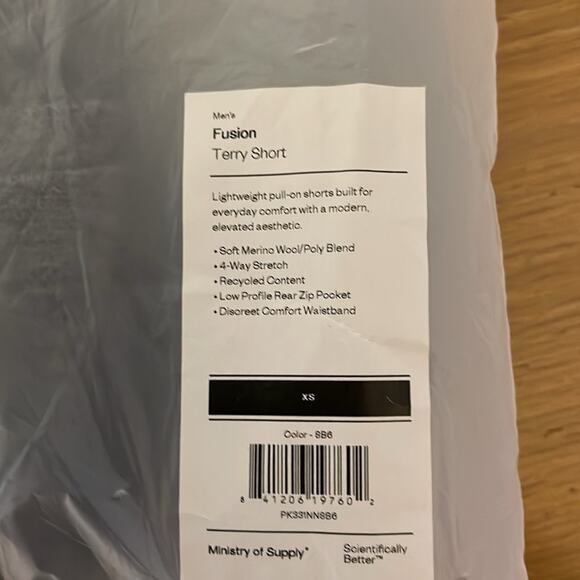 Men's
Fusion
Terry Short
Lightweight pull-on shorts built for
everyday comfort with a modern,
elevated aesthetic.
• Soft Merino Wool/Poly Blend
• 4-Way Stretch
• Recycled Content
• Low Profile Rear Zip Pocket
• Discreet Comfort Waistband
XS
Color - SB6
8 41206 19760 2
PK331NNSB6
Ministry of Supply® Scientifically
Better™